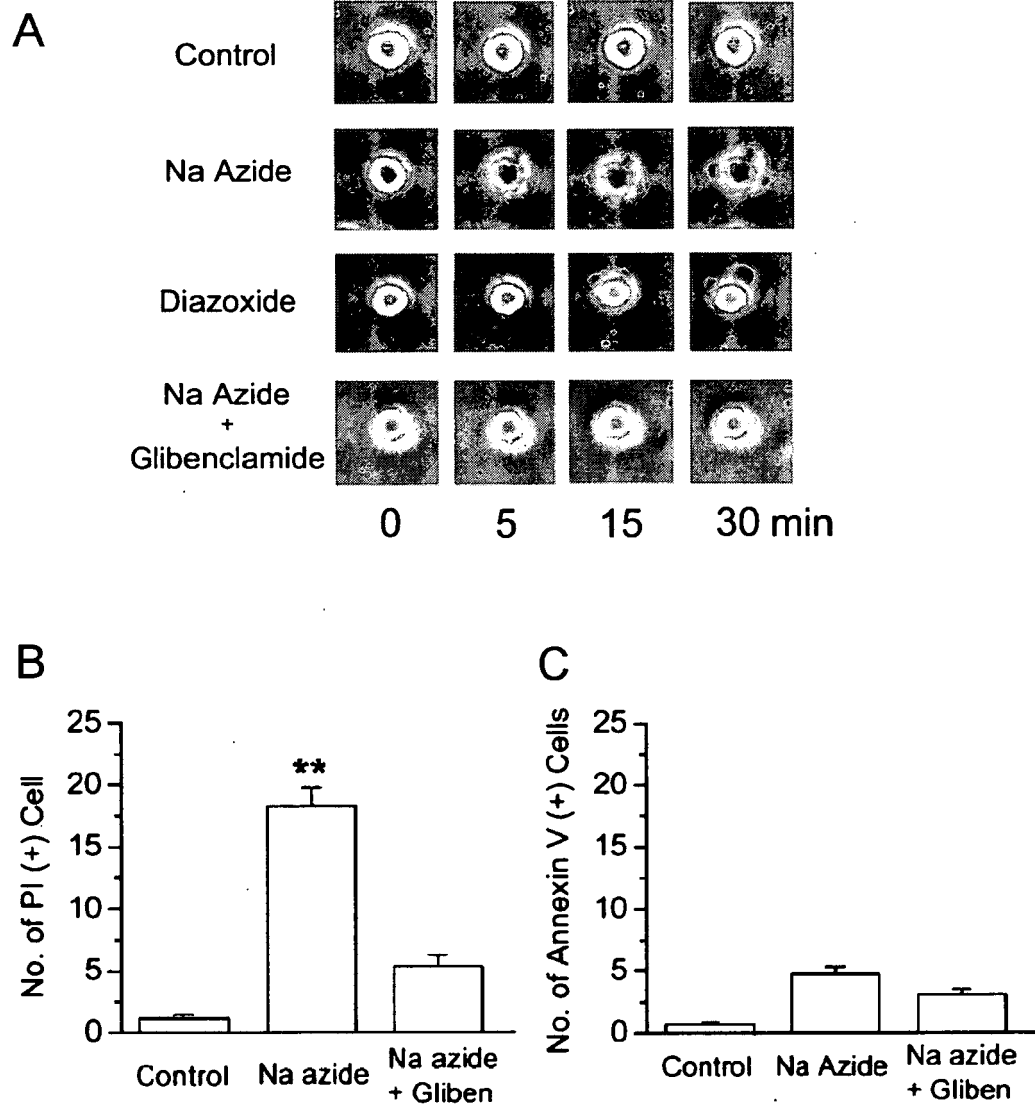 A
Control
Na Azide
Diazoxide
Na Azide
+
Glibenclamide
0 5 15 30 min
B
No. of PI (+) Cell
25
20
15
10
5
0
**
Control
Na azide
Na azide
+ Gliben
C
No. of Annexin V (+) Cells
25
20
15
10
5
0
Control
Na Azide
Na azide
+ Gliben